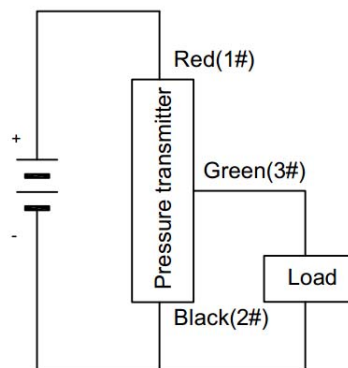 Red(1#)
+
Pressure transmitter
Green(3#)
-
Load
Black(2#)